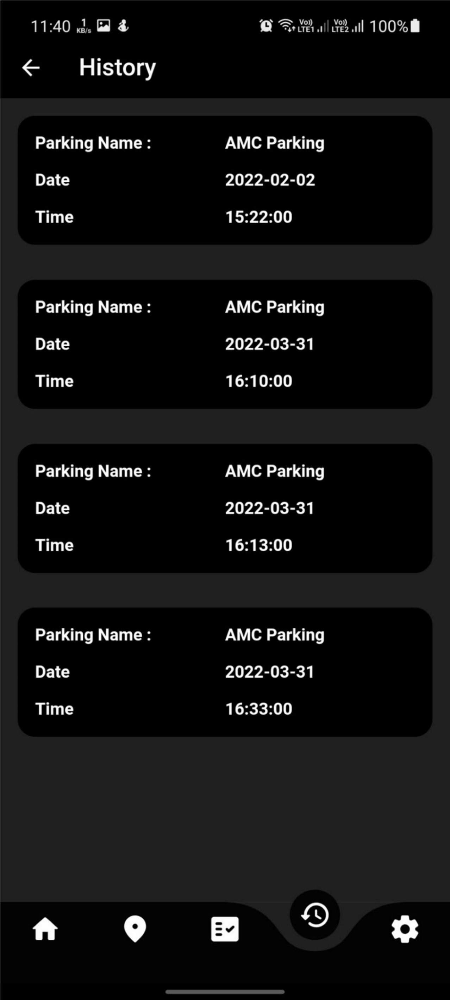 11:40 1 KB/s Vo)) LTE1 Vo)) LTE2 100%
History
Parking Name : AMC Parking
Date 2022-02-02
Time 15:22:00
Parking Name : AMC Parking
Date 2022-03-31
Time 16:10:00
Parking Name : AMC Parking
Date 2022-03-31
Time 16:13:00
Parking Name : AMC Parking
Date 2022-03-31
Time 16:33:00